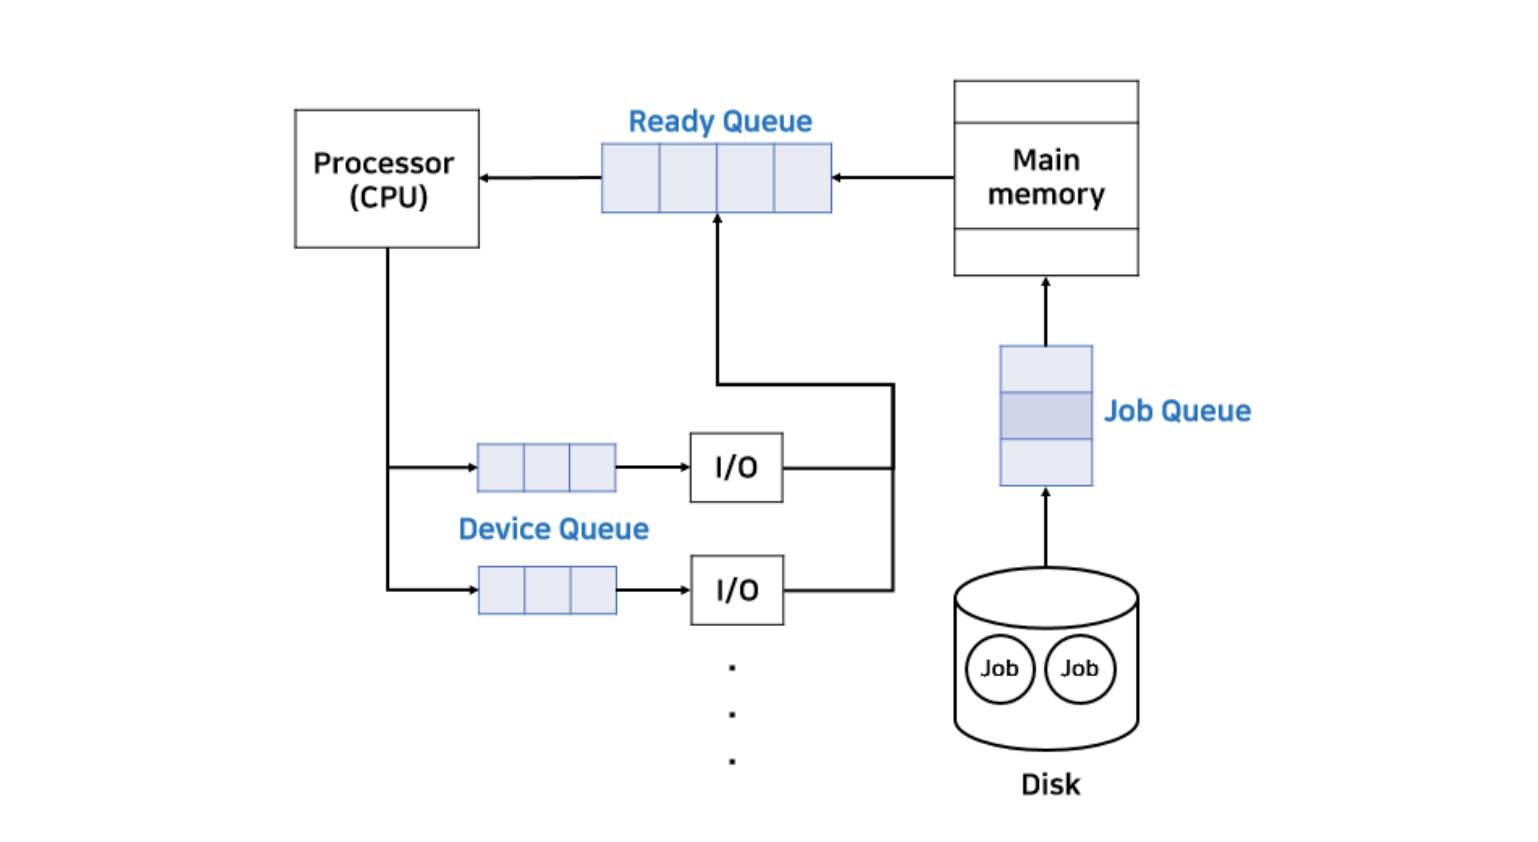 Ready Queue
Processor
(CPU)
Main
memory
Job Queue
I/O
Device Queue
I/O
Job
Job
Disk